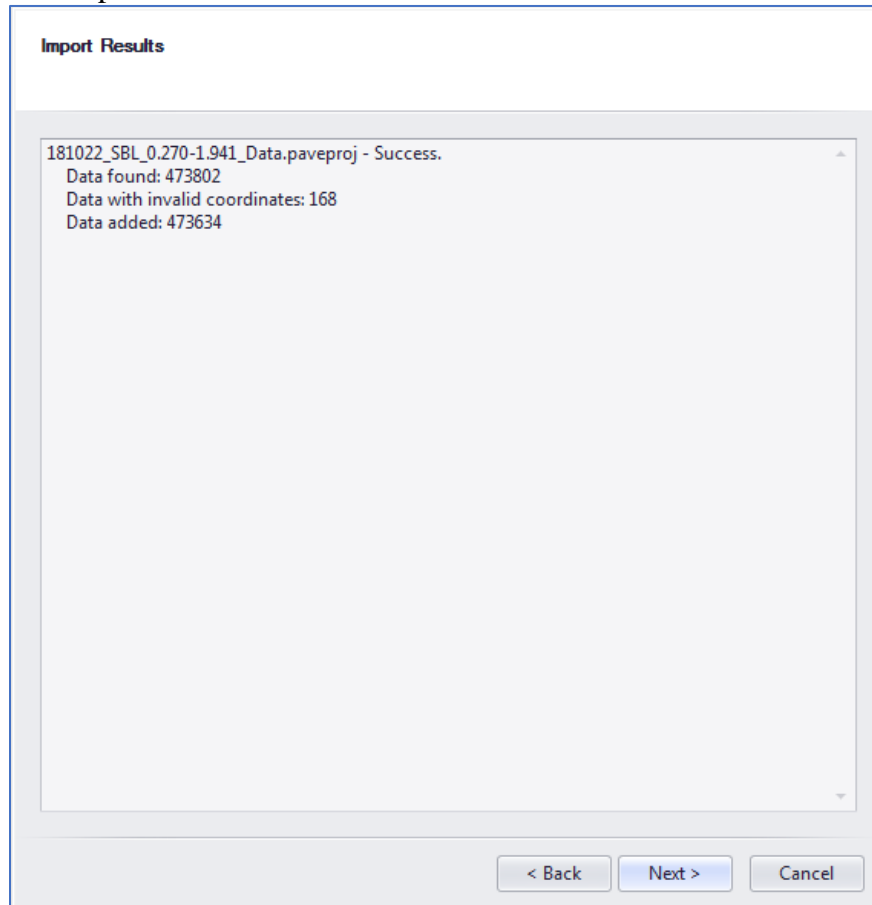 Import Results
181022_SBL_0.270-1.941_Data.paveproj - Success.
Data found: 473802
Data with invalid coordinates: 168
Data added: 473634
< Back Next > Cancel